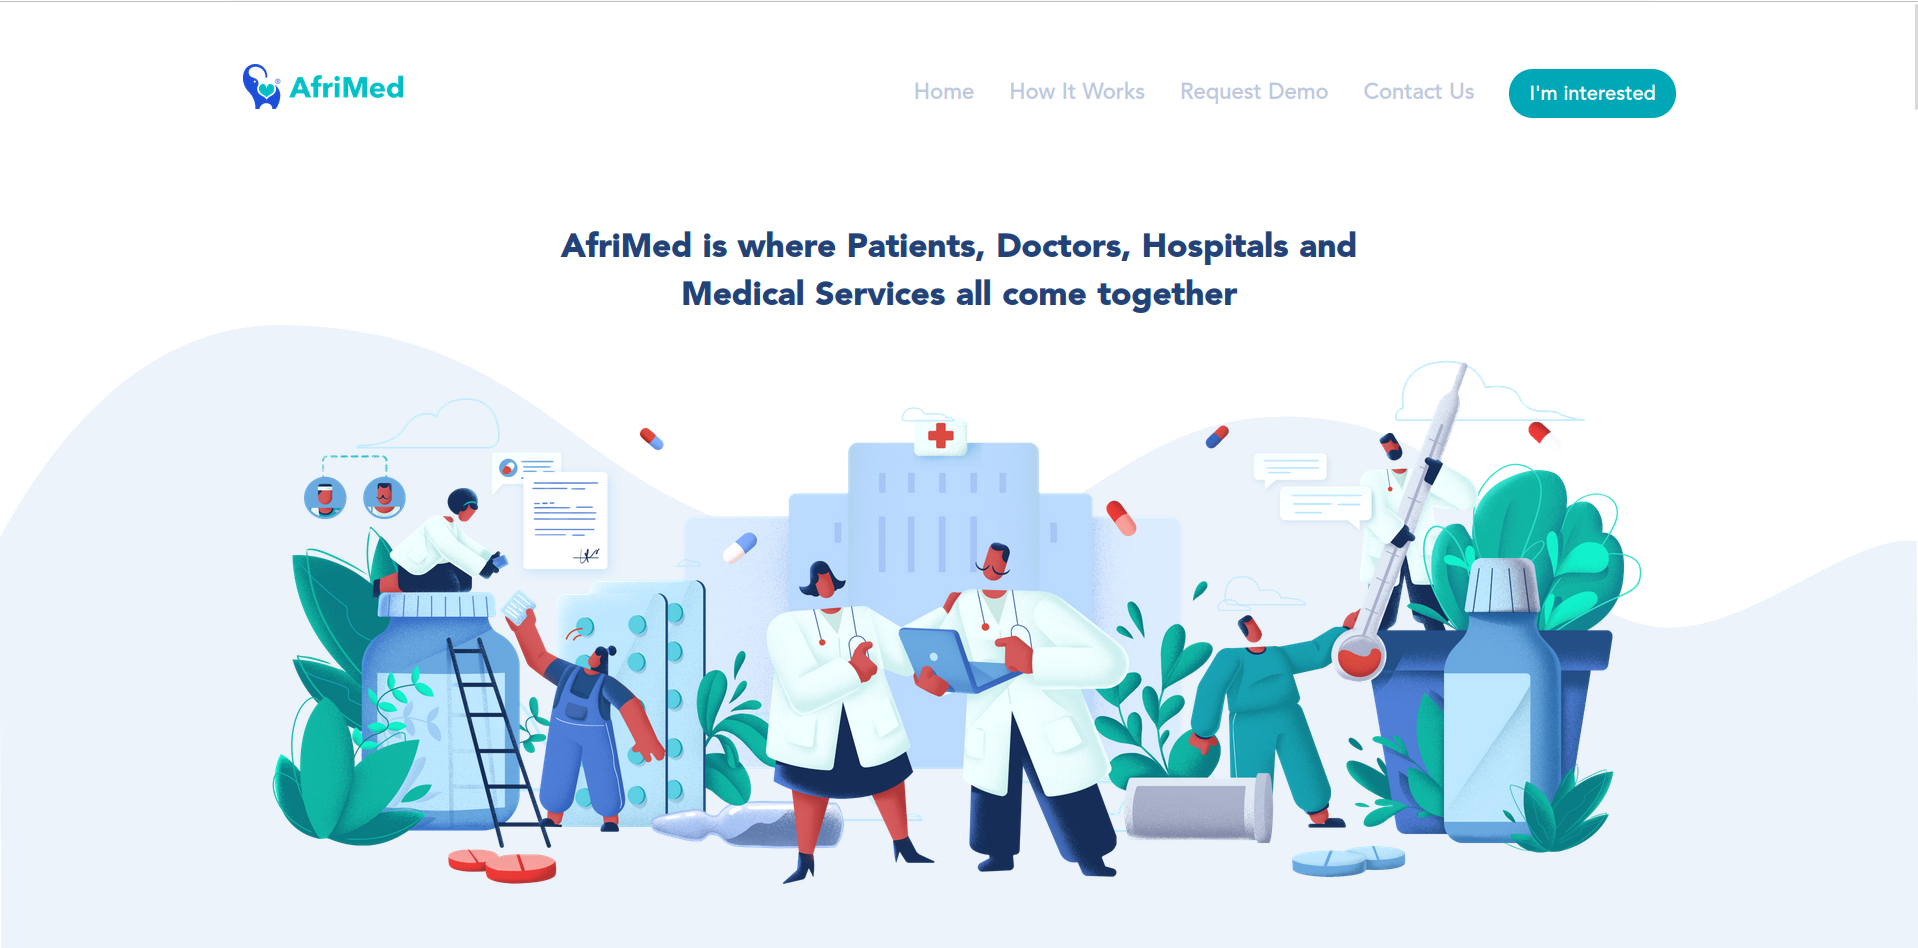 AfriMed
Home
How It Works
Request Demo
Contact Us
I'm interested
AfriMed is where Patients, Doctors, Hospitals and
Medical Services all come together